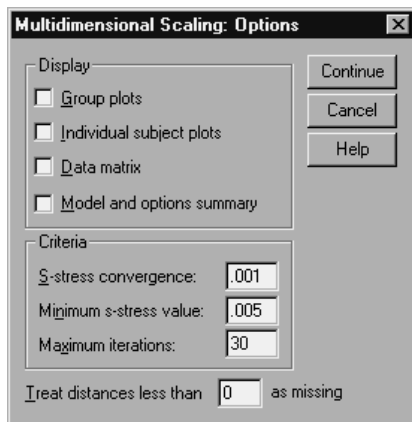 Multidimensional Scaling: Options
Display
Continue
Group plots
Cancel
Individual subject plots
Help
Data matrix
Model and options summary
Criteria
S-stress convergence: .001
Minimum s-stress value: .005
Maximum iterations: 30
Treat distances less than 0 as missing